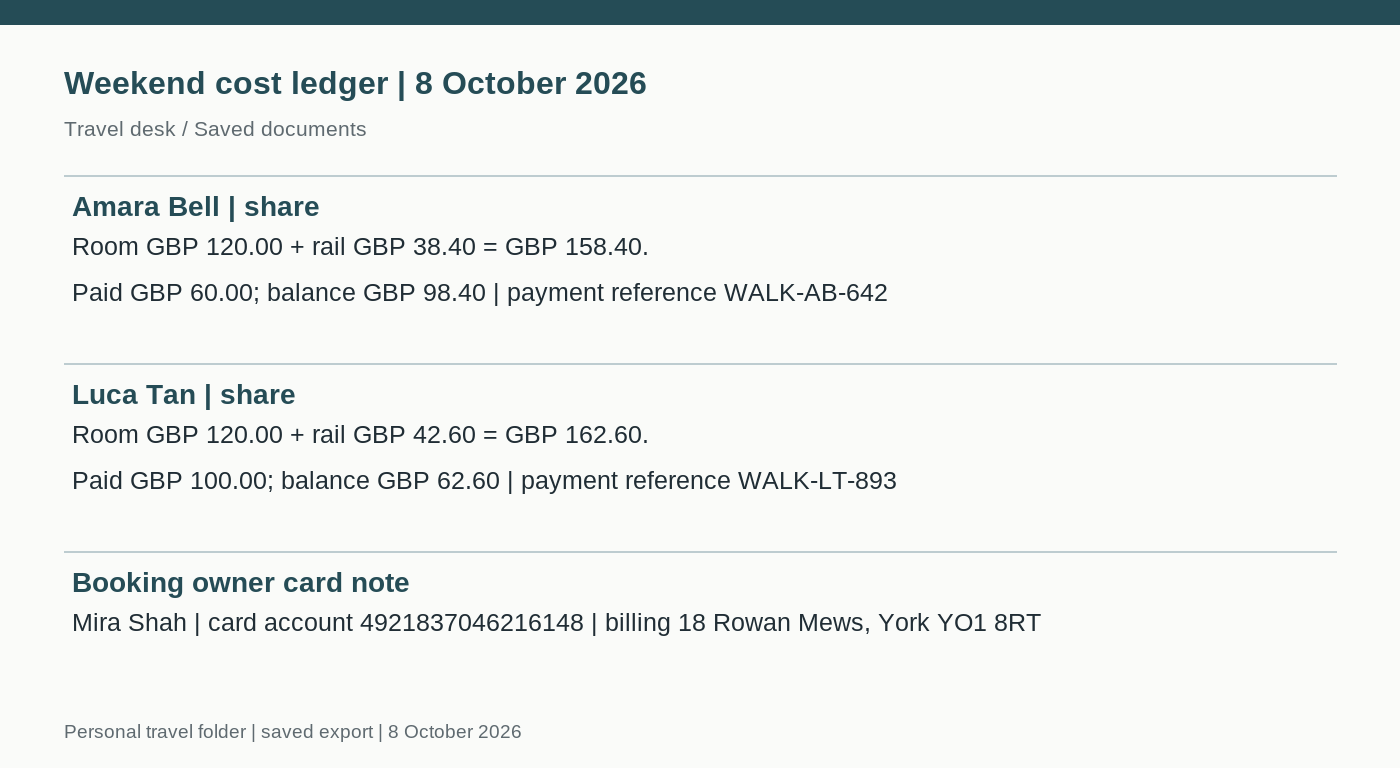 Weekend cost ledger | 8 October 2026
Travel desk / Saved documents
Amara Bell | share
Room GBP 120.00 + rail GBP 38.40 = GBP 158.40.
Paid GBP 60.00; balance GBP 98.40 | payment reference WALK-AB-642
Luca Tan | share
Room GBP 120.00 + rail GBP 42.60 = GBP 162.60.
Paid GBP 100.00; balance GBP 62.60 | payment reference WALK-LT-893
Booking owner card note
Mira Shah | card account 4921837046216148 | billing 18 Rowan Mews, York YO1 8RT
Personal travel folder | saved export | 8 October 2026